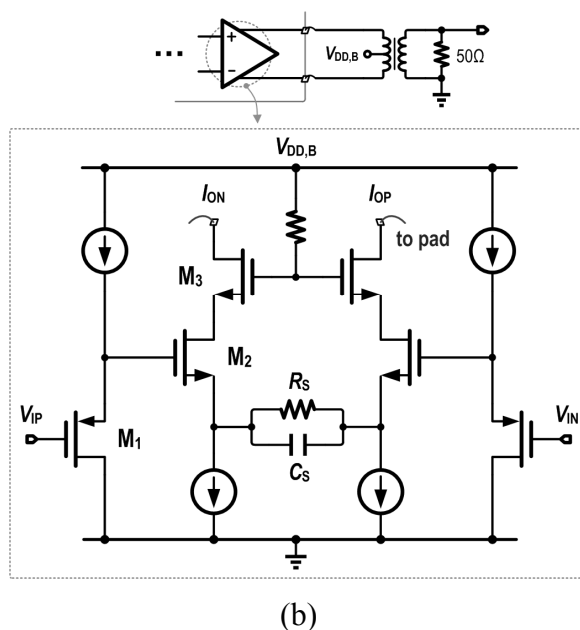 +
−
V_DD,B
50Ω
V_DD,B
I_ON
I_OP
to pad
M_3
M_2
R_S
C_S
V_IP
M_1
V_IN
(b)